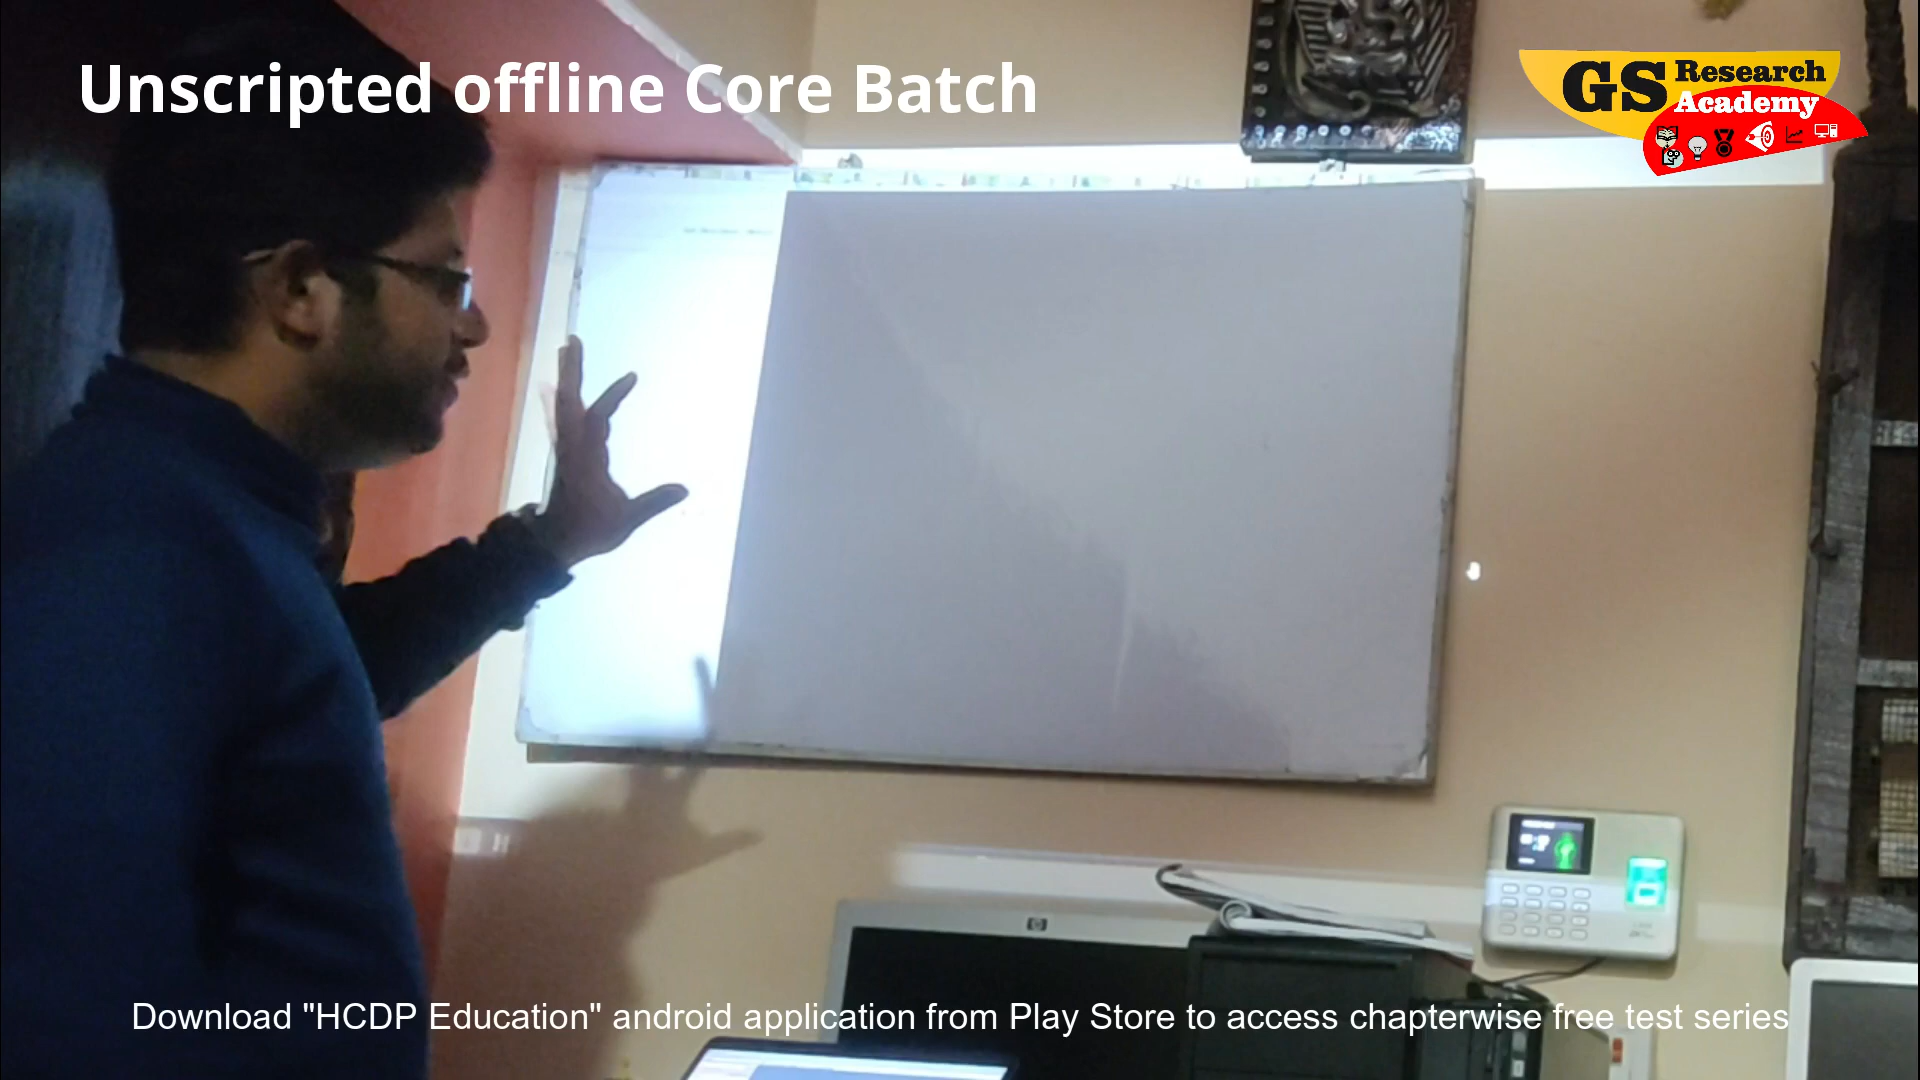 Unscripted offline Core Batch
GS Research
Academy
Download "HCDP Education" android application from Play Store to access chapterwise free test series